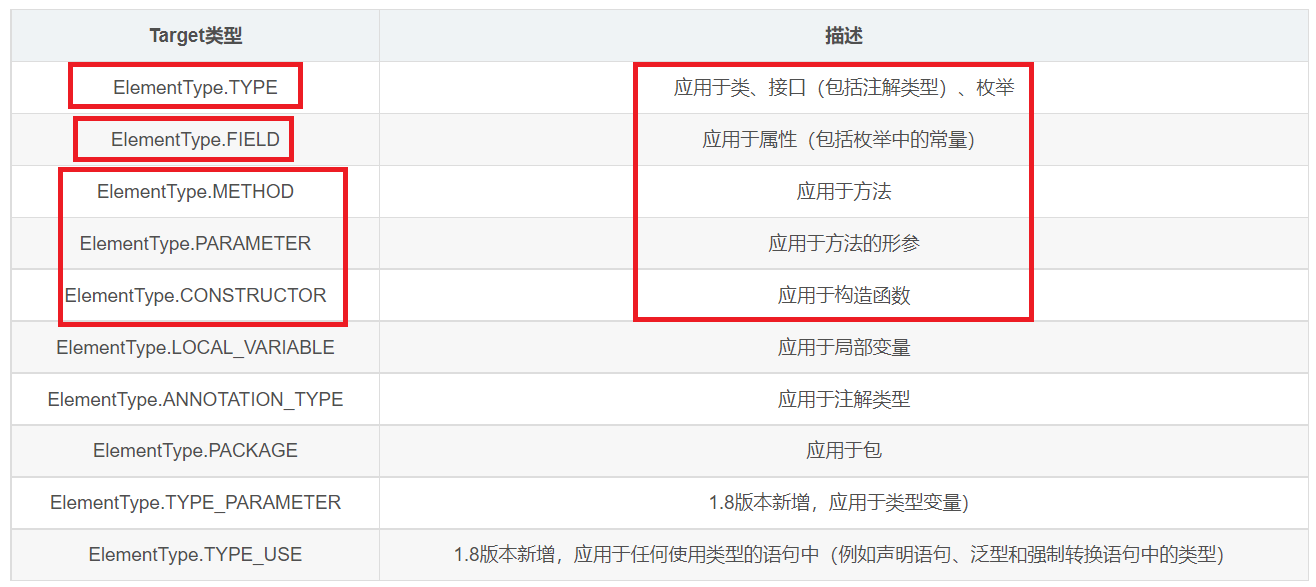 Target类型 描述
ElementType.TYPE 应用于类、接口（包括注解类型）、枚举
ElementType.FIELD 应用于属性（包括枚举中的常量）
ElementType.METHOD 应用于方法
ElementType.PARAMETER 应用于方法的形参
ElementType.CONSTRUCTOR 应用于构造函数
ElementType.LOCAL_VARIABLE 应用于局部变量
ElementType.ANNOTATION_TYPE 应用于注解类型
ElementType.PACKAGE 应用于包
ElementType.TYPE_PARAMETER 1.8版本新增，应用于类型变量）
ElementType.TYPE_USE 1.8版本新增，应用于任何使用类型的语句中（例如声明语句、泛型和强制转换语句中的类型）